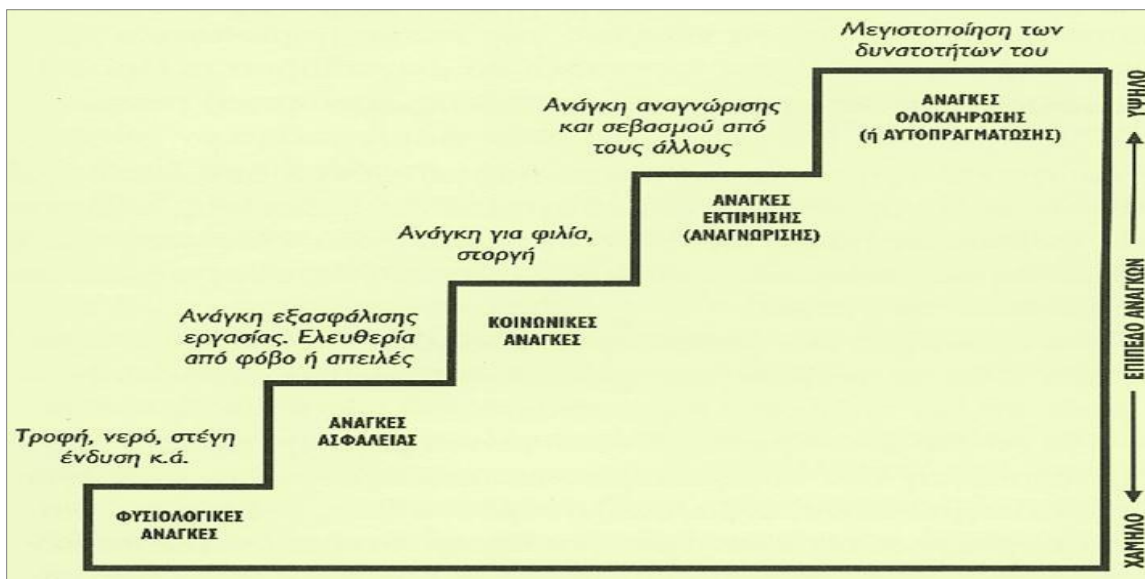 Μεγιστοποίηση των
δυνατοτήτων του
ΑΝΑΓΚΕΣ
ΟΛΟΚΛΗΡΩΣΗΣ
(ή ΑΥΤΟΠΡΑΓΜΑΤΩΣΗΣ)
Ανάγκη αναγνώρισης
και σεβασμού από
τους άλλους
ΑΝΑΓΚΕΣ
ΕΚΤΙΜΗΣΗΣ
(ΑΝΑΓΝΩΡΙΣΗΣ)
Ανάγκη για φιλία,
στοργή
ΚΟΙΝΩΝΙΚΕΣ
ΑΝΑΓΚΕΣ
Ανάγκη εξασφάλισης
εργασίας. Ελευθερία
από φόβο ή απειλές
ΑΝΑΓΚΕΣ
ΑΣΦΑΛΕΙΑΣ
Τροφή, νερό, στέγη
ένδυση κ.ά.
ΦΥΣΙΟΛΟΓΙΚΕΣ
ΑΝΑΓΚΕΣ
ΥΨΗΛΟ
ΕΠΙΠΕΔΟ ΑΝΑΓΚΩΝ
ΧΑΜΗΛΟ